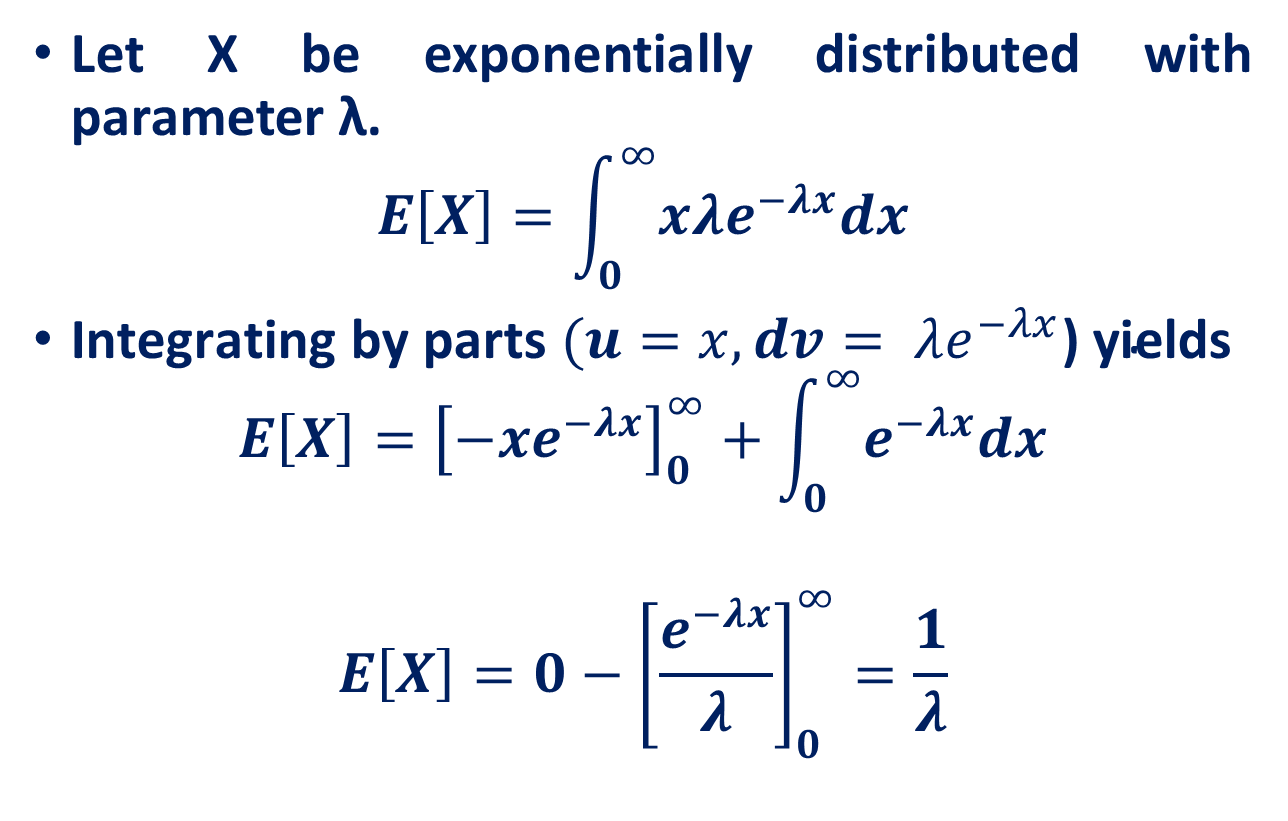 • Let X be exponentially distributed with
parameter λ.
E[X] = ∫₀^∞ xλe^{−λx}dx
• Integrating by parts (u = x, dv = λe^{−λx}) yields
E[X] = [−xe^{−λx}]₀^∞ + ∫₀^∞ e^{−λx}dx
E[X] = 0 − [e^{−λx}/λ]₀^∞ = 1/λ